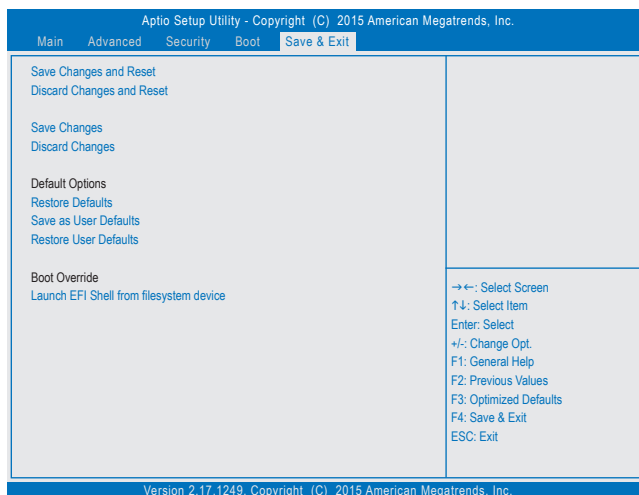 Aptio Setup Utility - Copyright (C) 2015 American Megatrends, Inc.
Main Advanced Security Boot Save & Exit
Save Changes and Reset
Discard Changes and Reset
Save Changes
Discard Changes
Default Options
Restore Defaults
Save as User Defaults
Restore User Defaults
Boot Override
Launch EFI Shell from filesystem device
→←: Select Screen
↑↓: Select Item
Enter: Select
+/-: Change Opt.
F1: General Help
F2: Previous Values
F3: Optimized Defaults
F4: Save & Exit
ESC: Exit
Version 2.17.1249. Copyright (C) 2015 American Megatrends, Inc.